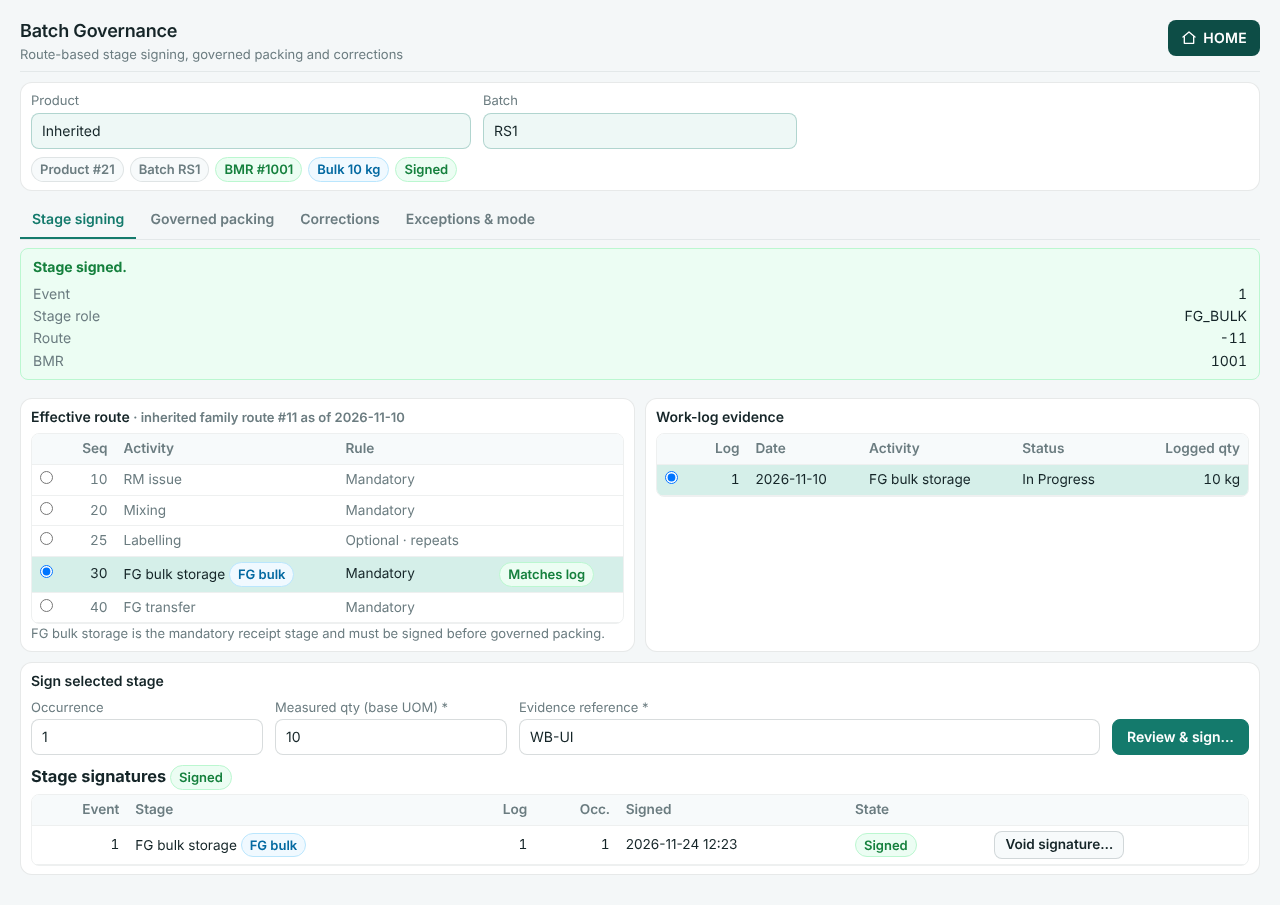 Batch Governance
Route-based stage signing, governed packing and corrections
HOME
Product
Batch
Inherited
RS1
Product #21
Batch RS1
BMR #1001
Bulk 10 kg
Signed
Stage signing
Governed packing
Corrections
Exceptions & mode
Stage signed.
Event 1
Stage role FG_BULK
Route -11
BMR 1001
Effective route · inherited family route #11 as of 2026-11-10
Seq Activity Rule
10 RM issue Mandatory
20 Mixing Mandatory
25 Labelling Optional · repeats
30 FG bulk storage FG bulk Mandatory Matches log
40 FG transfer Mandatory
FG bulk storage is the mandatory receipt stage and must be signed before governed packing.
Work-log evidence
Log Date Activity Status Logged qty
1 2026-11-10 FG bulk storage In Progress 10 kg
Sign selected stage
Occurrence Measured qty (base UOM) * Evidence reference *
1 10 WB-UI Review & sign...
Stage signatures Signed
Event Stage Log Occ. Signed State
1 FG bulk storage FG bulk 1 1 2026-11-24 12:23 Signed Void signature...